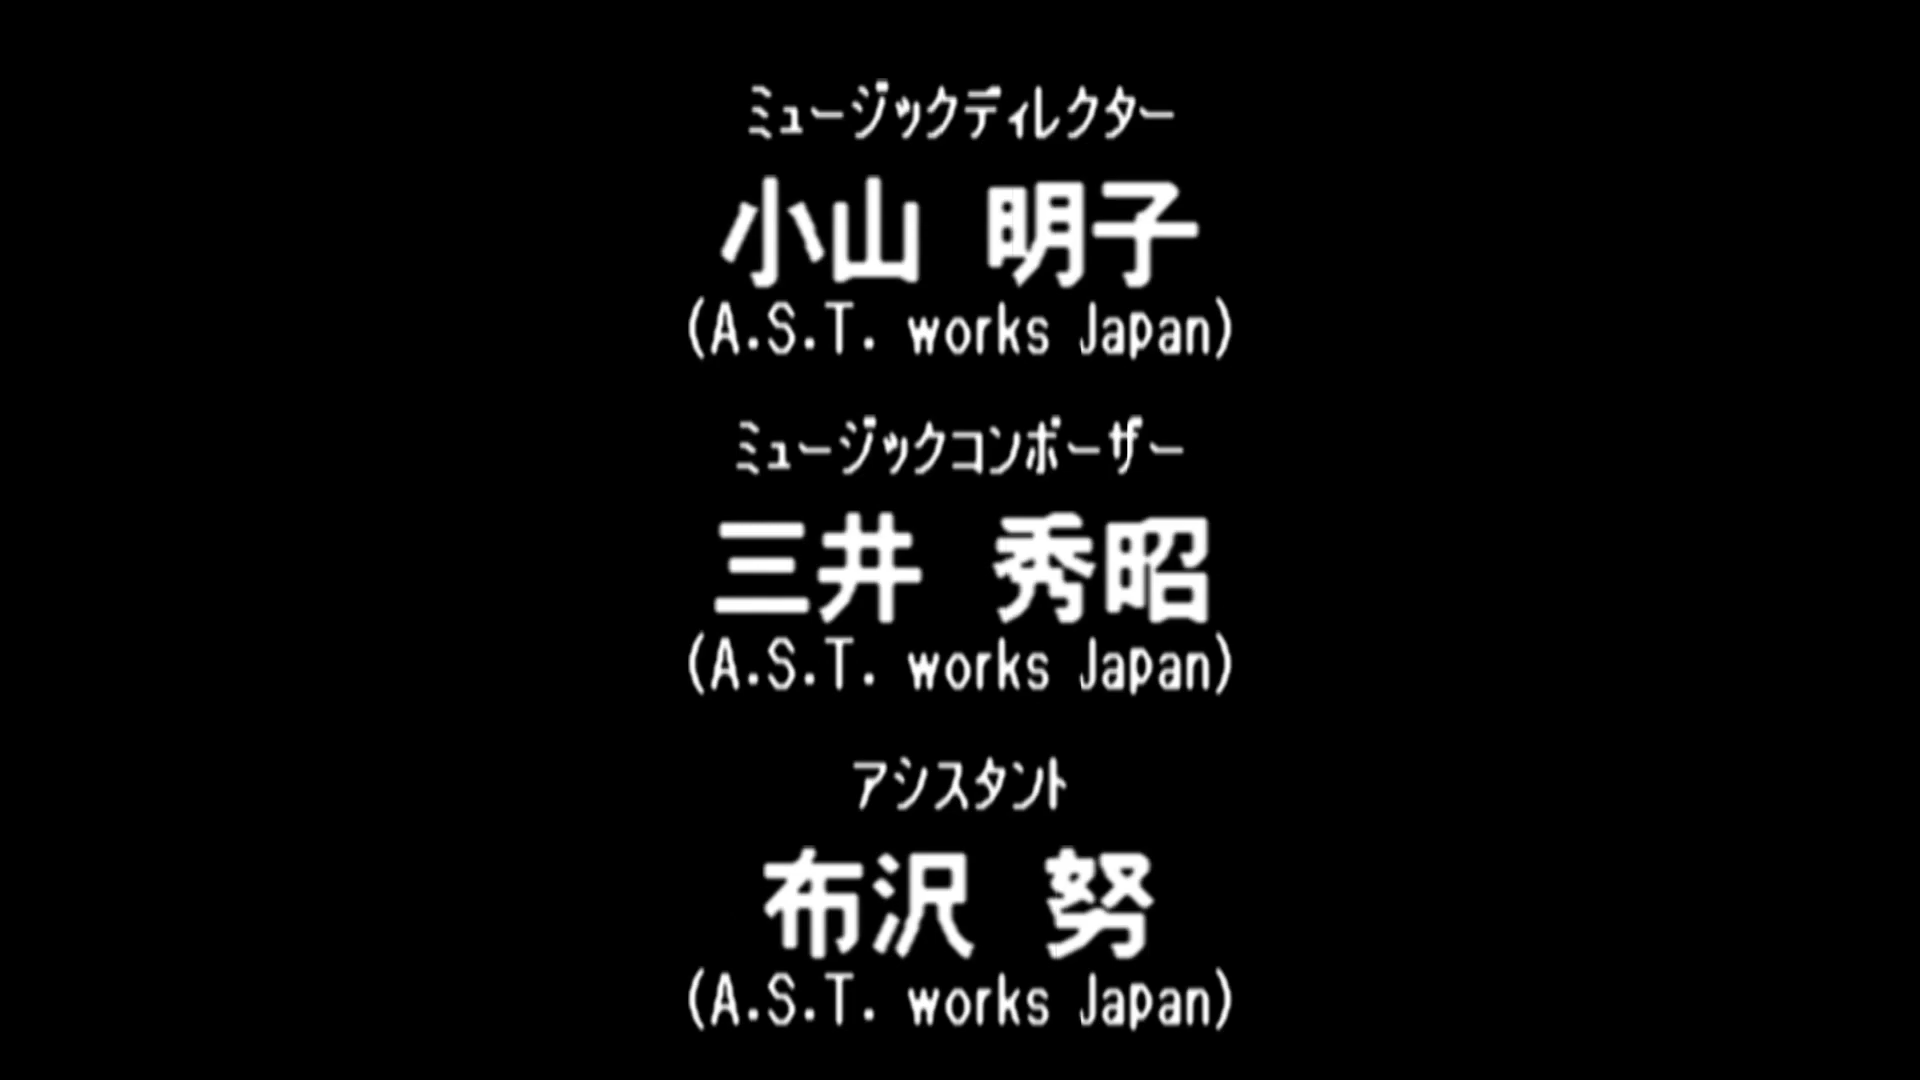 ミュージックディレクター
小山 明子
(A.S.T. works Japan)
ミュージックコンボーザー
三井 秀昭
(A.S.T. works Japan)
アシスタント
布沢 努
(A.S.T. works Japan)